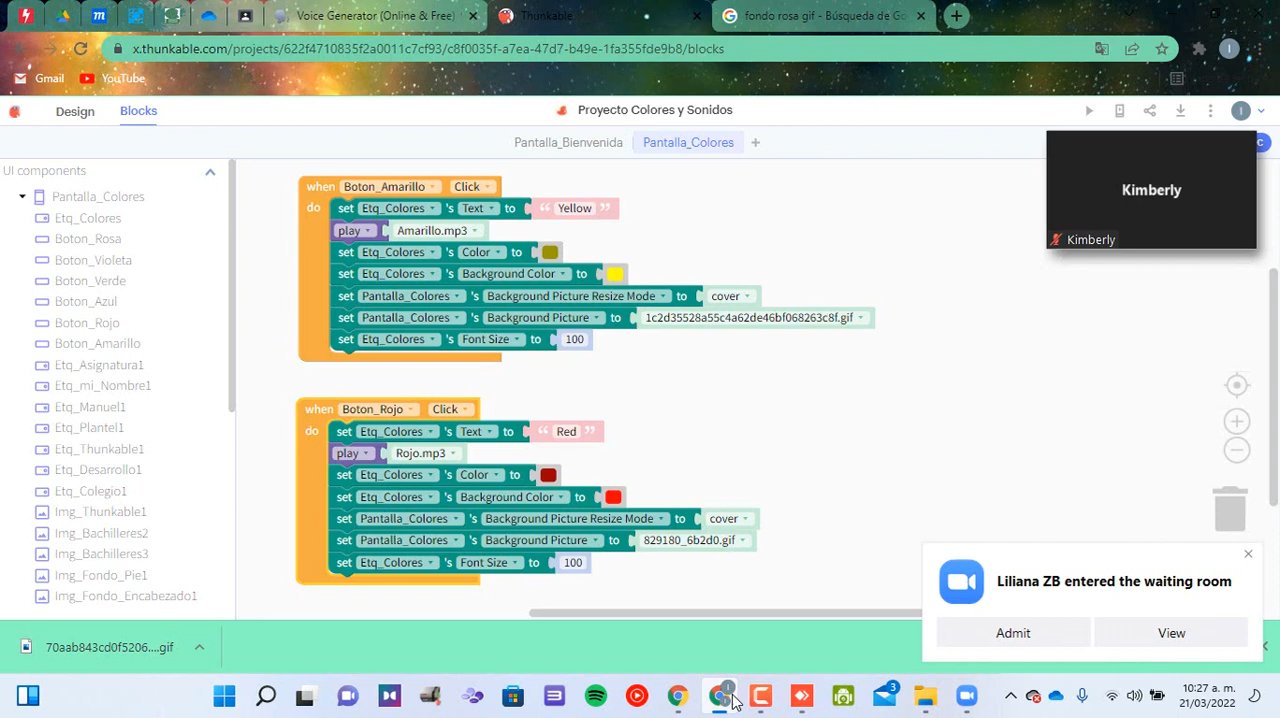 Voice Generator (Online & Free)
Thunkable
fondo rosa gif - Búsqueda de Go
x.thunkable.com/projects/622f4710835f2a0011c7cf93/c8f0035f-a7ea-47d7-b49e-1fa355fde9b8/blocks
Gmail
YouTube
Design
Blocks
Proyecto Colores y Sonidos
Pantalla_Bienvenida
Pantalla_Colores
UI components
Pantalla_Colores
Etq_Colores
Boton_Rosa
Boton_Violeta
Boton_Verde
Boton_Azul
Boton_Rojo
Boton_Amarillo
Etq_Asignatura1
Etq_mi_Nombre1
Etq_Manuel1
Etq_Plantel1
Etq_Thunkable1
Etq_Desarrollo1
Etq_Colegio1
Img_Thunkable1
Img_Bachilleres2
Img_Bachilleres3
Img_Fondo_Pie1
Img_Fondo_Encabezado1
when Boton_Amarillo Click
do set Etq_Colores 's Text to “ Yellow ”
play Amarillo.mp3
set Etq_Colores 's Color to
set Etq_Colores 's Background Color to
set Pantalla_Colores 's Background Picture Resize Mode to cover
set Pantalla_Colores 's Background Picture to 1c2d35528a55c4a62de46bf068263c8f.gif
set Etq_Colores 's Font Size to 100
when Boton_Rojo Click
do set Etq_Colores 's Text to “ Red ”
play Rojo.mp3
set Etq_Colores 's Color to
set Etq_Colores 's Background Color to
set Pantalla_Colores 's Background Picture Resize Mode to cover
set Pantalla_Colores 's Background Picture to 829180_6b2d0.gif
set Etq_Colores 's Font Size to 100
Kimberly
Kimberly
Liliana ZB entered the waiting room
Admit
View
70aab843cd0f5206....gif
3
10:27 a. m.
21/03/2022